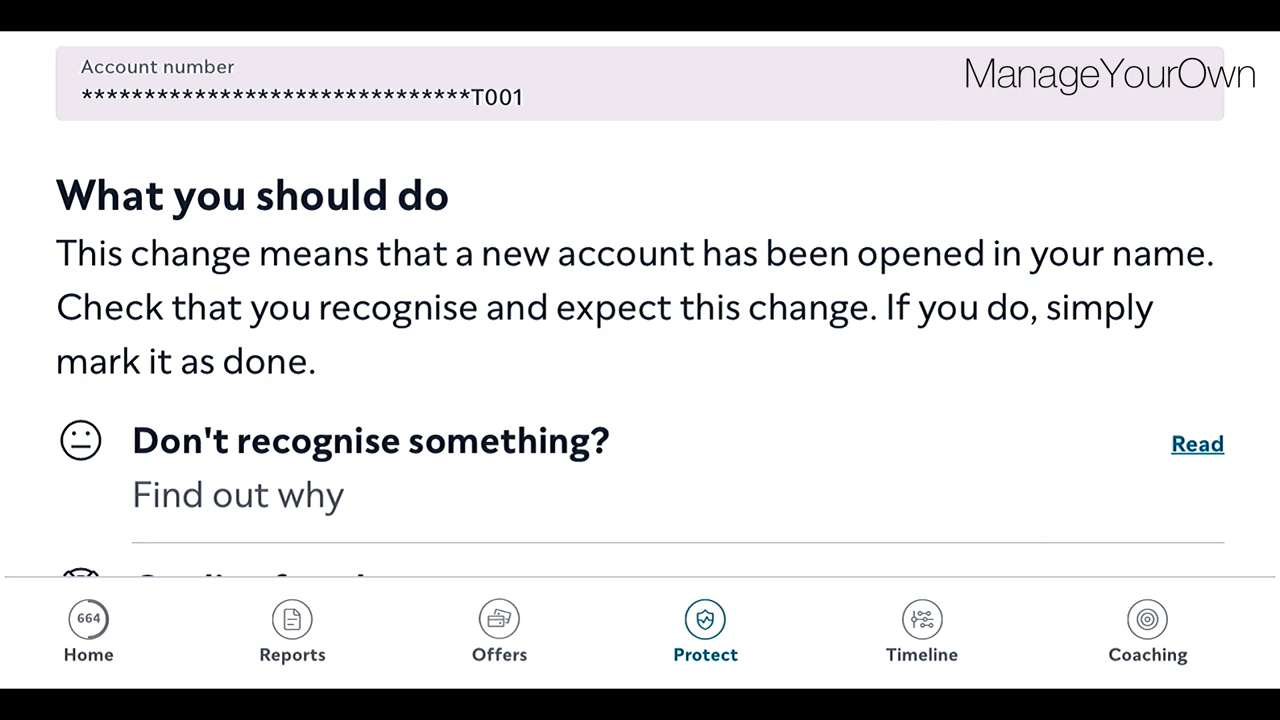 Account number
ManageYourOwn
*******************************T001
What you should do
This change means that a new account has been opened in your name.
Check that you recognise and expect this change. If you do, simply
mark it as done.
Don't recognise something?
Read
Find out why
664
Home
Reports
Offers
Protect
Timeline
Coaching